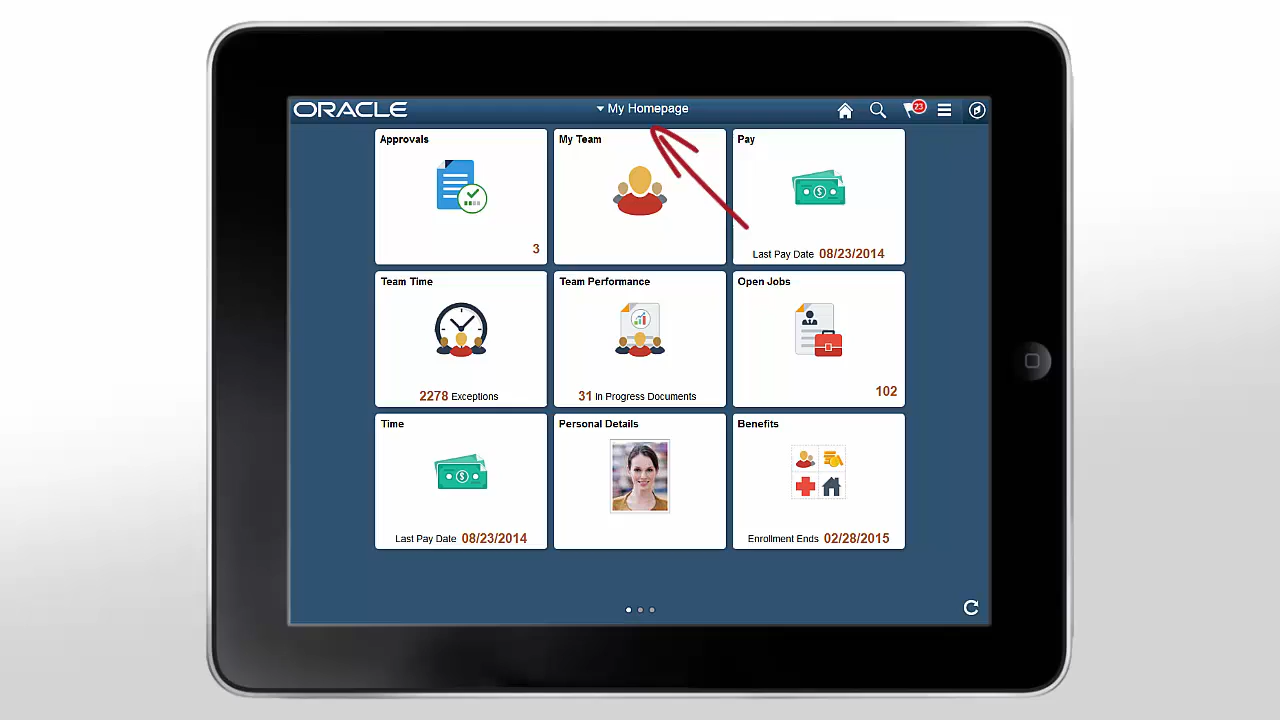 ORACLE
My Homepage
23
Approvals
3
My Team
Pay
Last Pay Date 08/23/2014
Team Time
2278 Exceptions
Team Performance
31 In Progress Documents
Open Jobs
102
Time
Last Pay Date 08/23/2014
Personal Details
Benefits
Enrollment Ends 02/28/2015